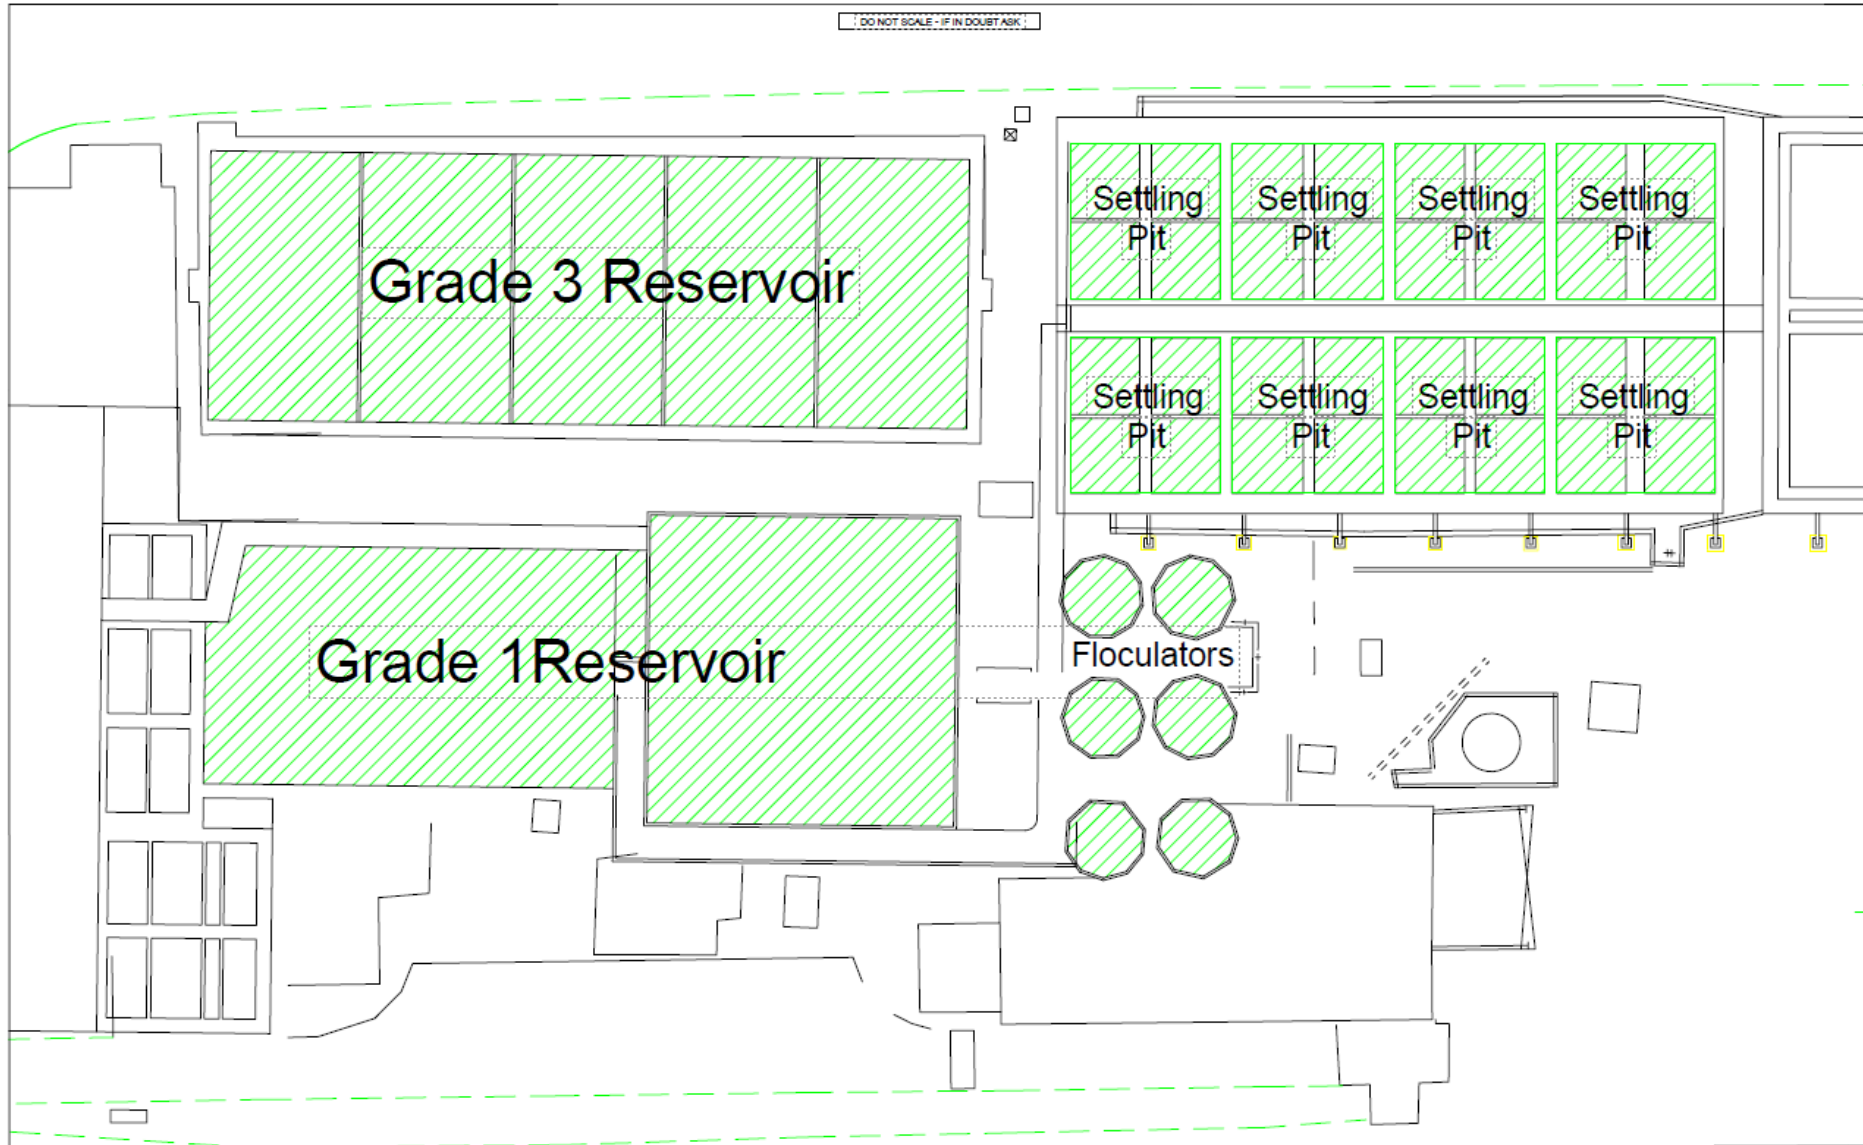 DO NOT SCALE - IF IN DOUBT ASK
Settling Pit
Settling Pit
Settling Pit
Settling Pit
Grade 3 Reservoir
Settling Pit
Settling Pit
Settling Pit
Settling Pit
Grade 1Reservoir
Floculators